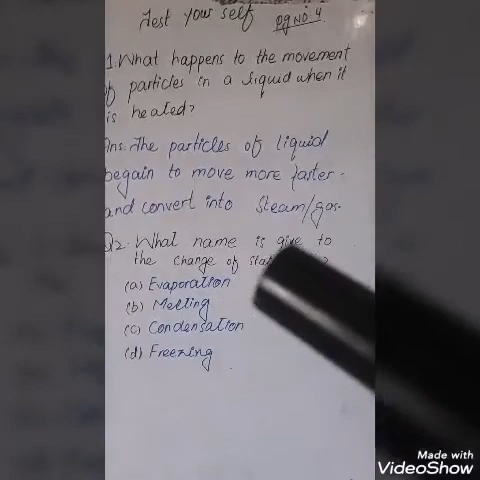 Test your self pg NO 4
1. What happens to the movement
of particles in a liquid when it
is heated?
Ans. The particles of liquid
begain to move more faster.
and convert into Steam/gas.
Q2. What name is give to
the change of
(a) Evaporation
(b) Melting
(c) Condensation
(d) Freezing
Made with
VideoShow